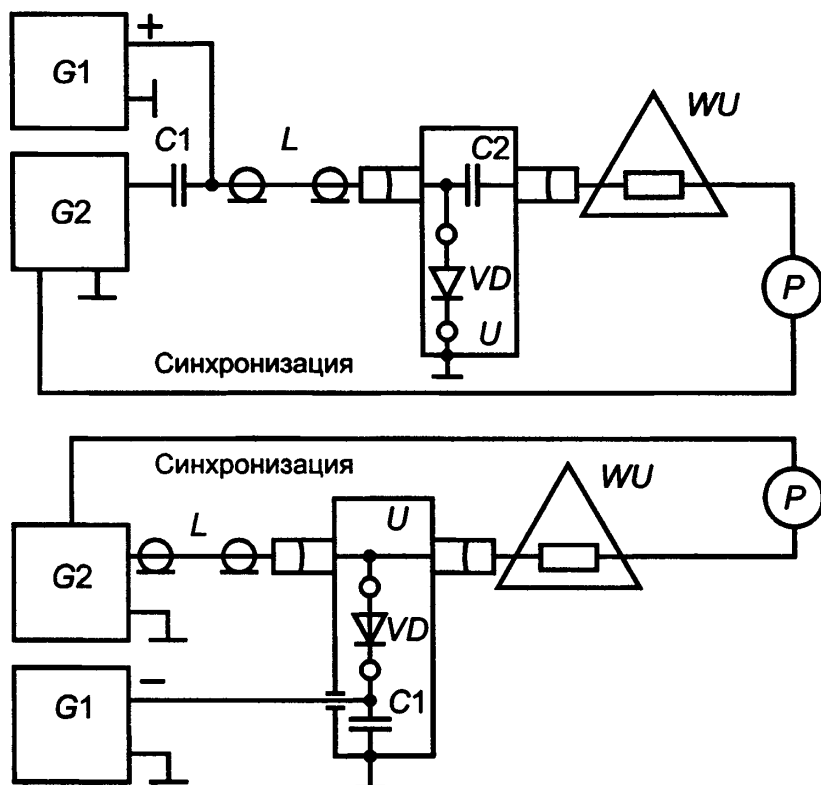 +
G1
C1
L
WU
C2
G2
VD
P
U
Синхронизация
Синхронизация
WU
L
U
P
G2
VD
−
G1
C1